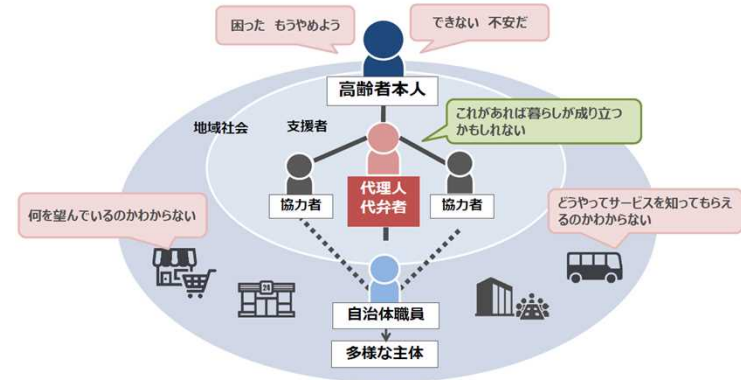 困った もうやめよう
できない 不安だ
高齢者本人
地域社会
支援者
これがあれば暮らしが成り立つ
かもしれない
協力者
代理人
代弁者
協力者
何を望んでいるのかわからない
どうやってサービスを知ってもらえ
るのかわからない
自治体職員
多様な主体